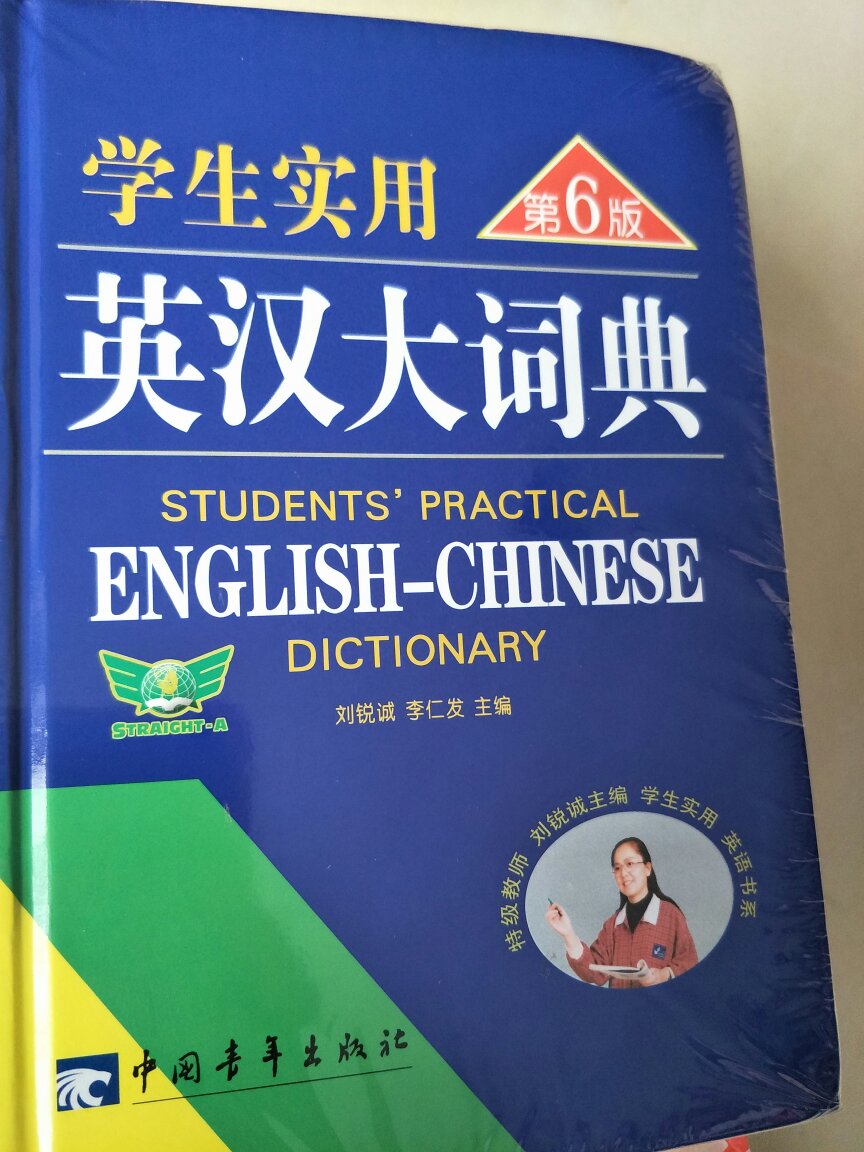 学生实用
第6版
英汉大词典
STUDENTS' PRACTICAL
ENGLISH-CHINESE
DICTIONARY
STRAIGHT-A
刘锐诚 李仁发 主编
特级教师 刘锐诚主编 学生实用 英语书系
中国青年出版社